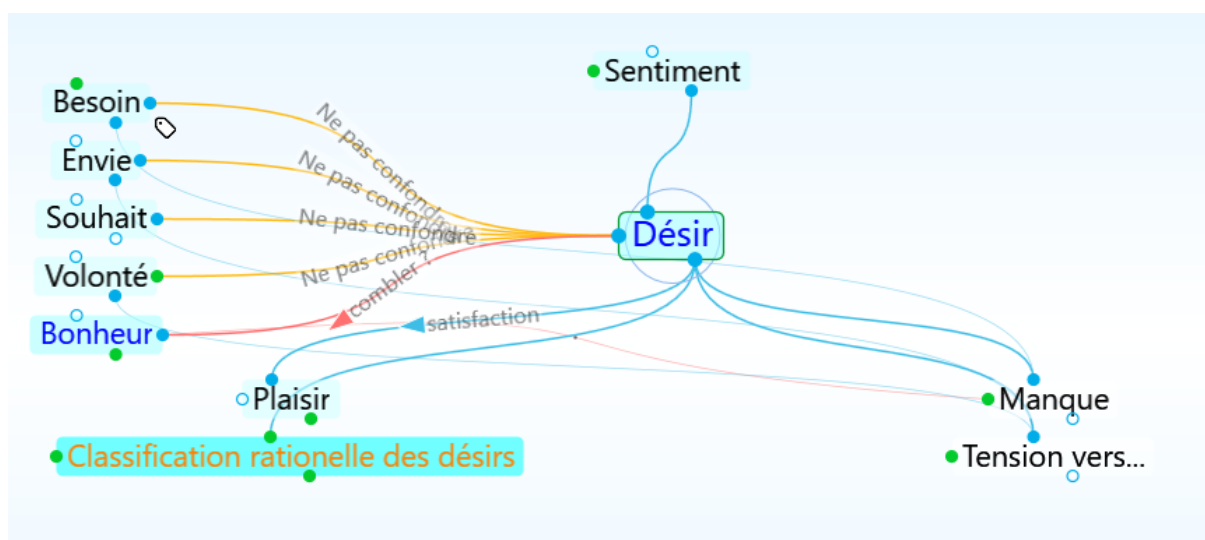 Sentiment
Besoin
Ne pas confondre
Envie
Ne pas confondre
Souhait
Ne pas confondre
Désir
Volonté
Ne pas confondre
combler ?
Bonheur
satisfaction
Plaisir
Manque
Classification rationelle des désirs
Tension vers...